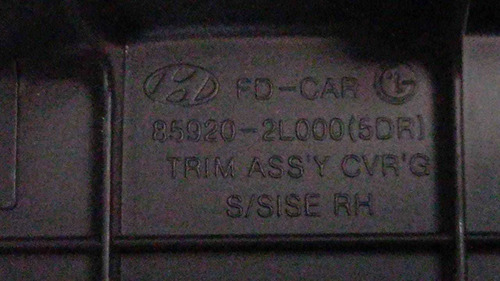 FD-CAR
85920-2L000(5DR)
TRIM ASS'Y CVR'G
S/SISE RH